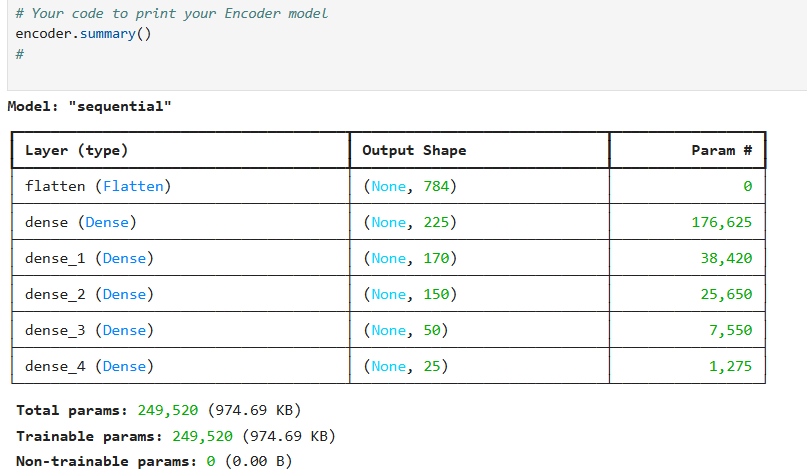 # Your code to print your Encoder model
encoder.summary()
#
Model: "sequential"
Layer (type) Output Shape Param #
flatten (Flatten) (None, 784) 0
dense (Dense) (None, 225) 176,625
dense_1 (Dense) (None, 170) 38,420
dense_2 (Dense) (None, 150) 25,650
dense_3 (Dense) (None, 50) 7,550
dense_4 (Dense) (None, 25) 1,275
Total params: 249,520 (974.69 KB)
Trainable params: 249,520 (974.69 KB)
Non-trainable params: 0 (0.00 B)